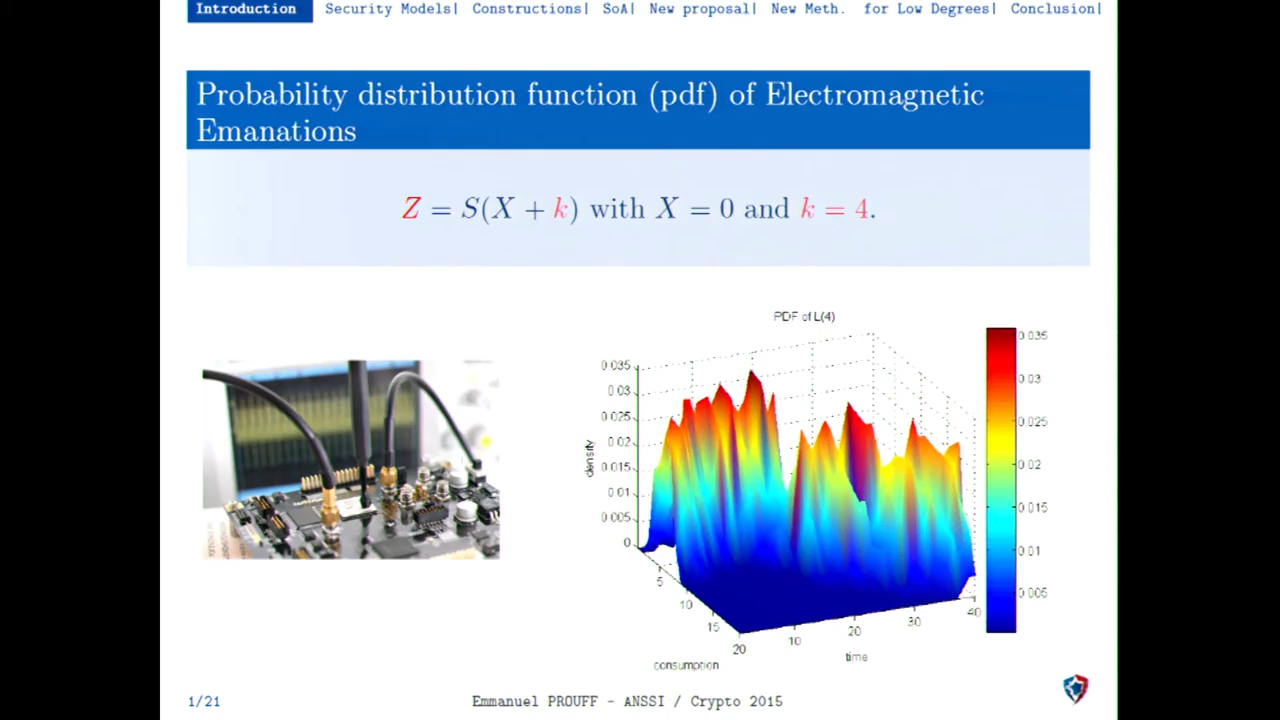 Introduction Security Models| Constructions| SoA| New proposal| New Meth. for Low Degrees| Conclusion|
Probability distribution function (pdf) of Electromagnetic
Emanations
Z = S(X + k) with X = 0 and k = 4.
PDF of L(4)
0.035
0.03
0.025
0.02
0.015
0.01
0.005
0
density
5
10
15
20
consumption
10
20
30
40
time
0.035
0.03
0.025
0.02
0.015
0.01
0.005
1/21 Emmanuel PROUFF - ANSSI / Crypto 2015